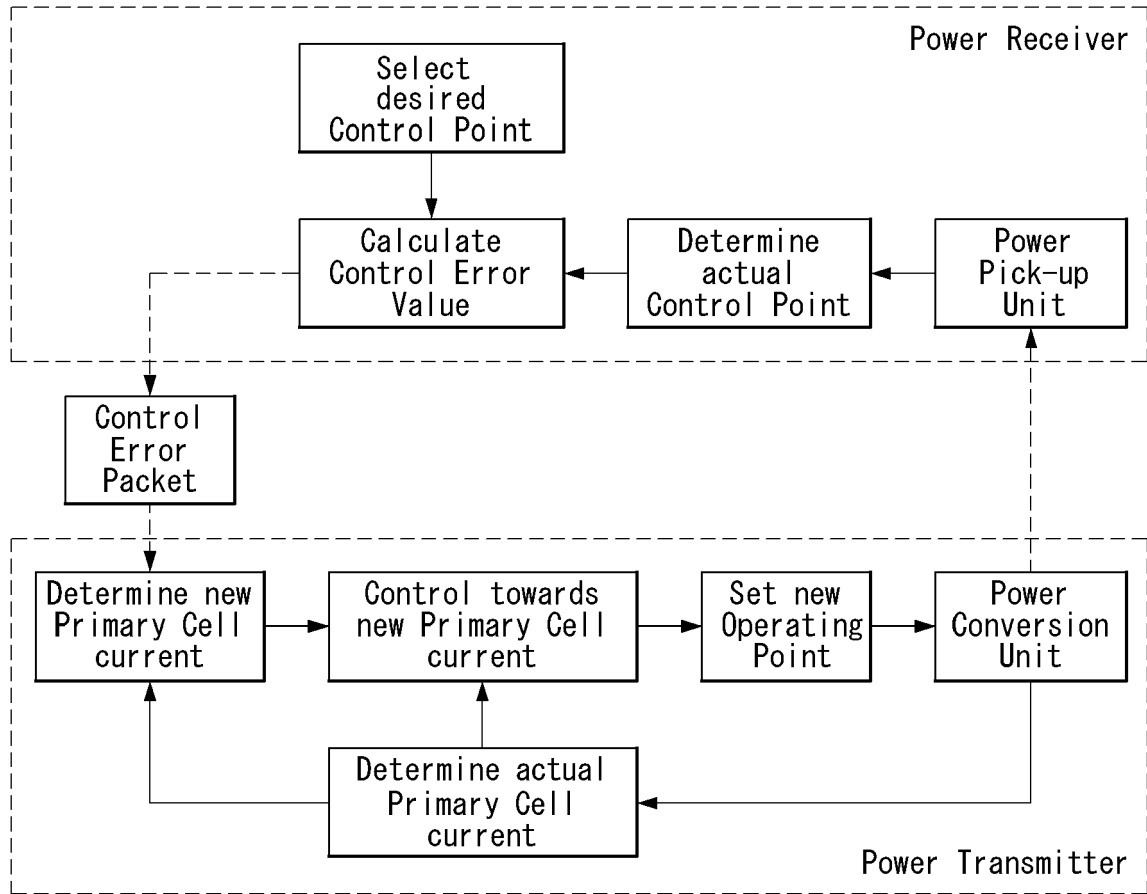 Power Receiver
Select
desired
Control Point
Calculate
Control Error
Value
Determine
actual
Control Point
Power
Pick-up
Unit
Control
Error
Packet
Determine new
Primary Cell
current
Control towards
new Primary Cell
current
Set new
Operating
Point
Power
Conversion
Unit
Determine actual
Primary Cell
current
Power Transmitter